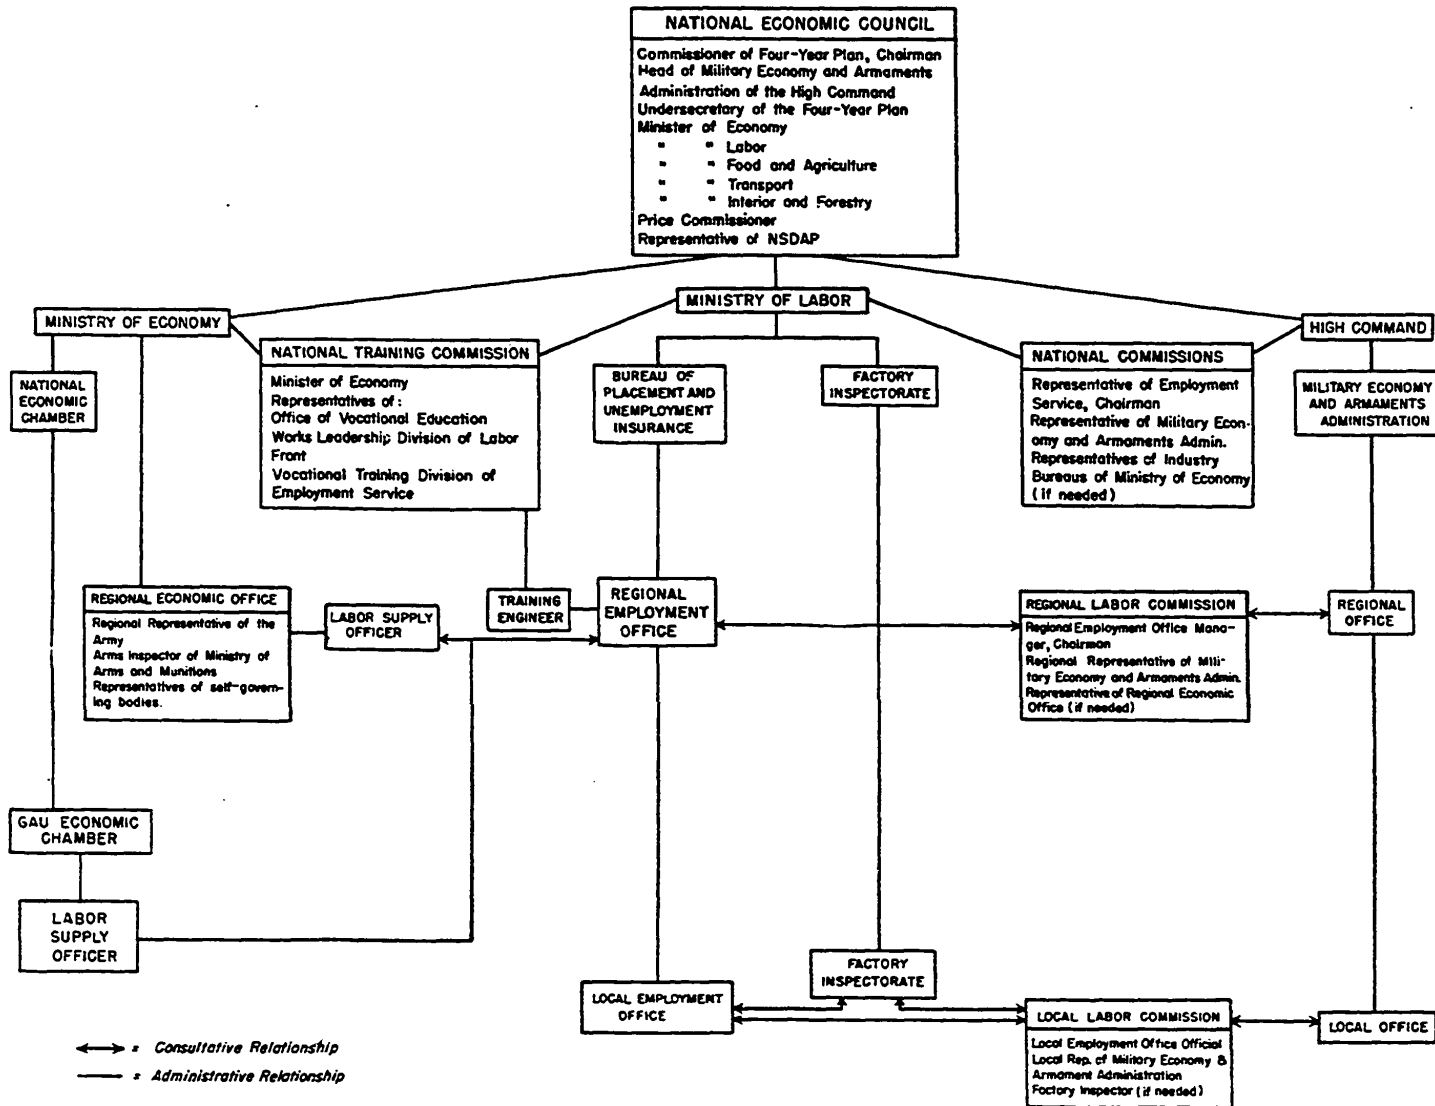 NATIONAL ECONOMIC COUNCIL
Commissioner of Four-Year Plan, Chairman
Head of Military Economy and Armaments
Administration of the High Command
Undersecretary of the Four-Year Plan
Minister of Economy
" " Labor
" " Food and Agriculture
" " Transport
" " Interior and Forestry
Price Commissioner
Representative of NSDAP
MINISTRY OF ECONOMY
MINISTRY OF LABOR
HIGH COMMAND
NATIONAL
ECONOMIC
CHAMBER
NATIONAL TRAINING COMMISSION
Minister of Economy
Representatives of:
Office of Vocational Education
Works Leadership Division of Labor
Front
Vocational Training Division of
Employment Service
BUREAU OF
PLACEMENT AND
UNEMPLOYMENT
INSURANCE
FACTORY
INSPECTORATE
NATIONAL COMMISSIONS
Representative of Employment
Service, Chairman
Representative of Military Econ-
omy and Armaments Admin.
Representatives of Industry
Bureaus of Ministry of Economy
(if needed)
MILITARY ECONOMY
AND ARMAMENTS
ADMINISTRATION
REGIONAL ECONOMIC OFFICE
Regional Representative of the
Army
Arms Inspector of Ministry of
Arms and Munitions
Representatives of self-govern-
ing bodies.
LABOR SUPPLY
OFFICER
TRAINING
ENGINEER
REGIONAL
EMPLOYMENT
OFFICE
REGIONAL LABOR COMMISSION
Regional Employment Office Mana-
ger, Chairman
Regional Representative of Mili-
tary Economy and Armaments Admin.
Representative of Regional Economic
Office (if needed)
REGIONAL
OFFICE
GAU ECONOMIC
CHAMBER
LABOR
SUPPLY
OFFICER
FACTORY
INSPECTORATE
LOCAL EMPLOYMENT
OFFICE
LOCAL LABOR COMMISSION
Local Employment Office Official
Local Rep. of Military Economy &
Armament Administration
Factory Inspector (if needed)
LOCAL OFFICE
= Consultative Relationship
= Administrative Relationship